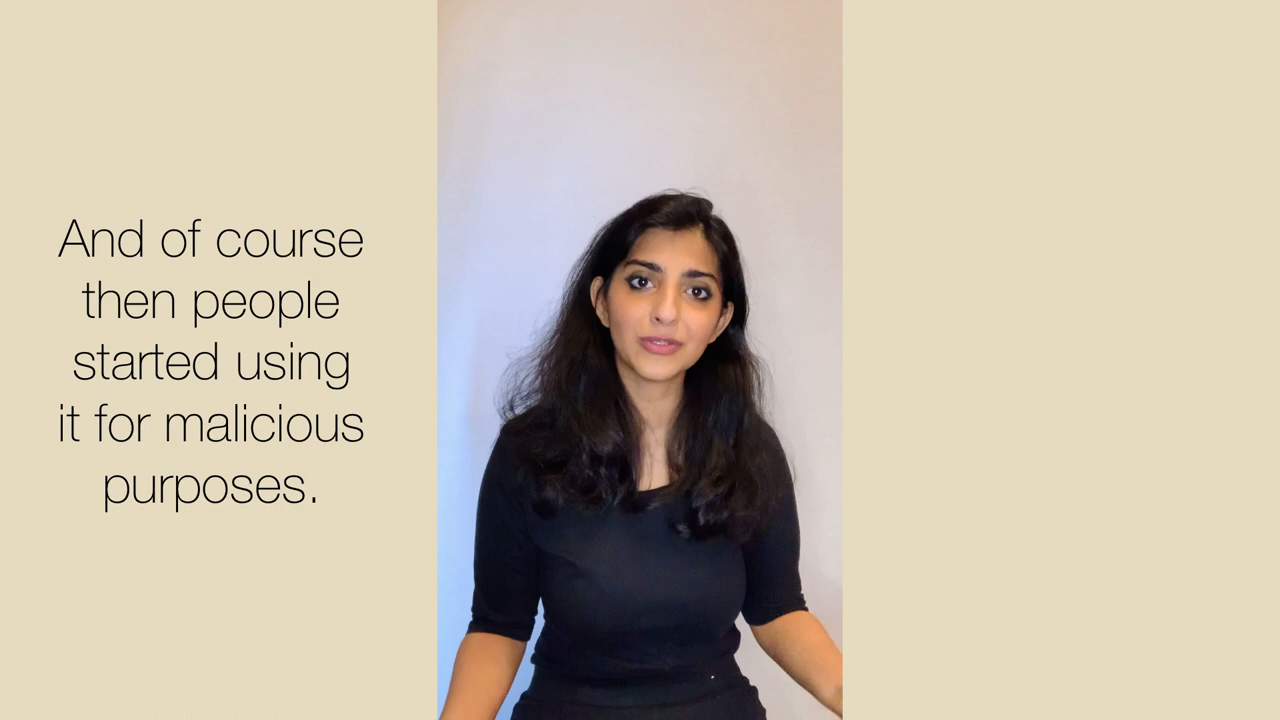 And of course
then people
started using
it for malicious
purposes.